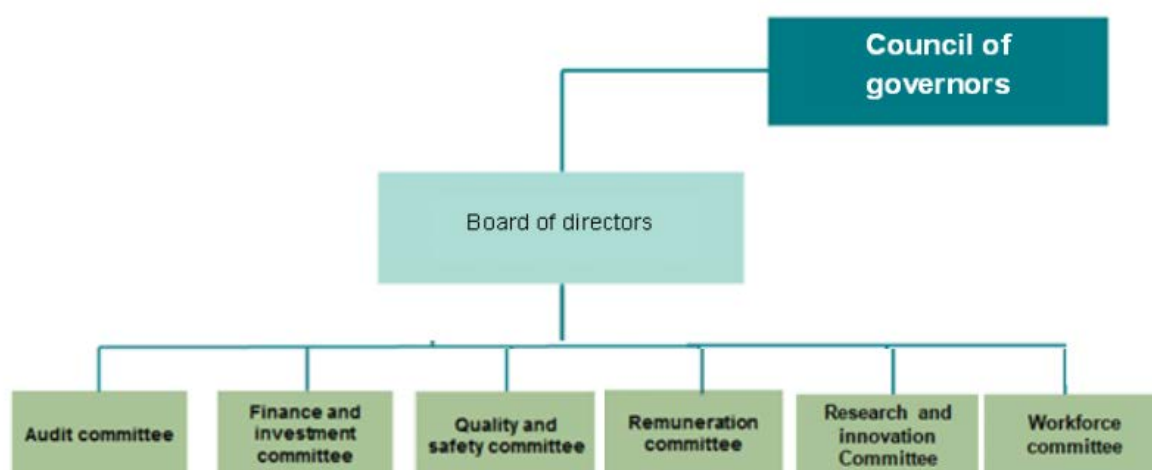 Council of
governors
Board of directors
Audit committee
Finance and
investment
committee
Quality and
safety committee
Remuneration
committee
Research and
innovation
Committee
Workforce
committee